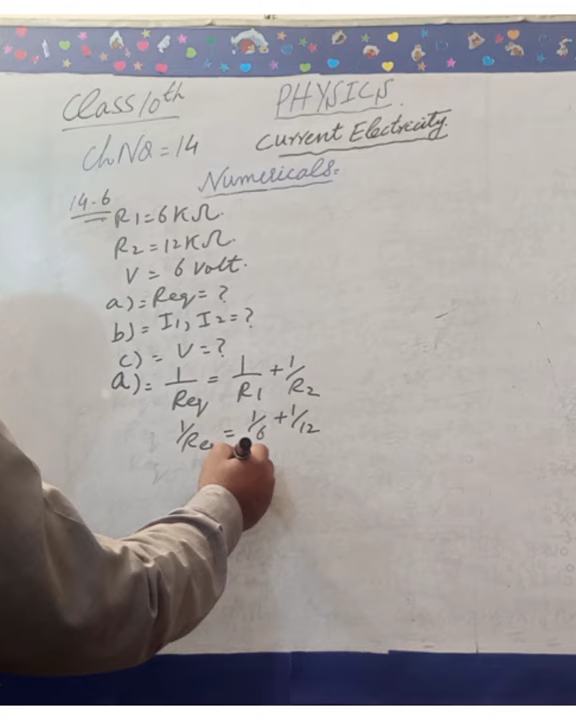 Class 10th PHYSICS.
Ch No = 14 Current Electricity.
Numericals:
14.6
R1 = 6 KΩ.
R2 = 12 KΩ.
V = 6 volt.
a) = Req = ?
b) = I1, I2 = ?
c) = V = ?
a) = 1/Req = 1/R1 + 1/R2
1/Req = 1/6 + 1/12